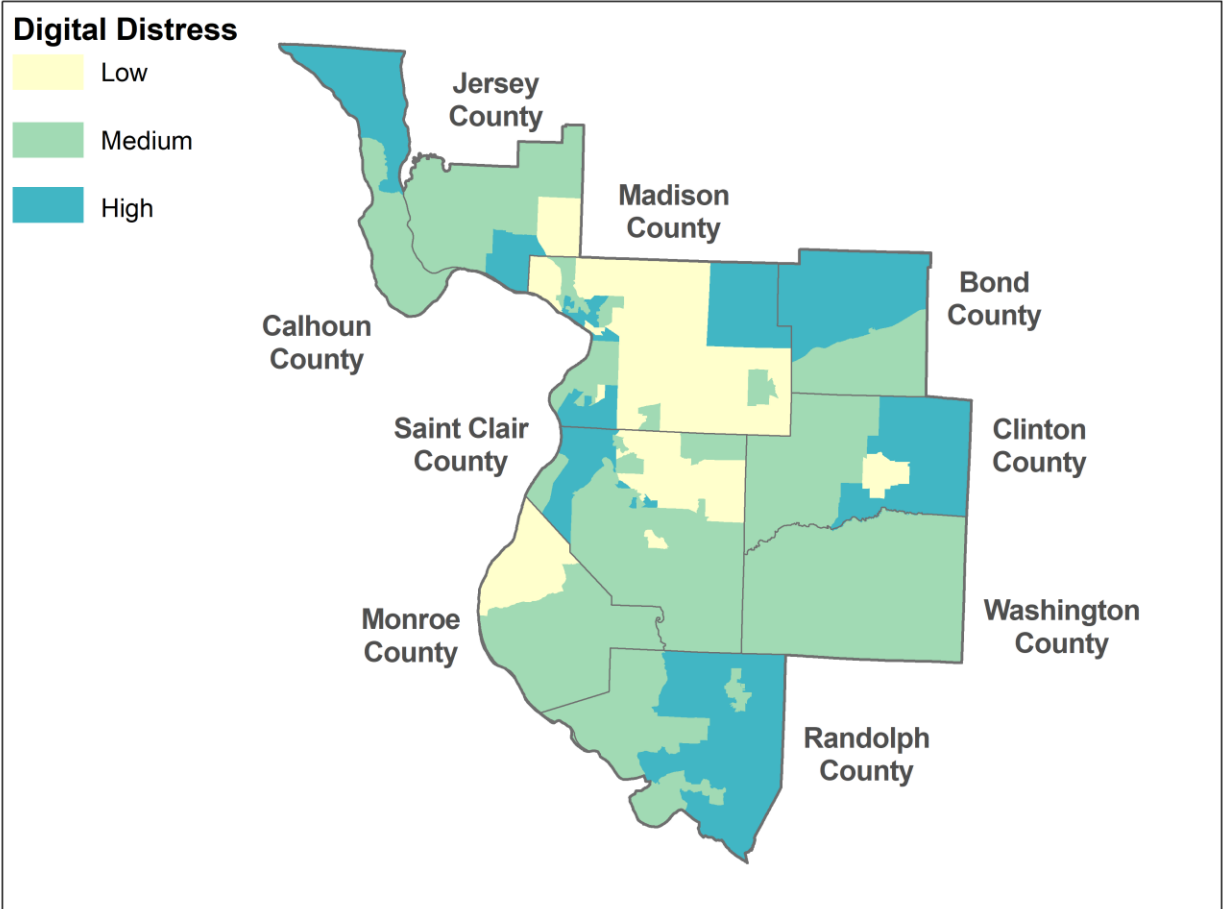 Digital Distress
Low
Medium
High
Jersey
County
Madison
County
Bond
County
Calhoun
County
Saint Clair
County
Clinton
County
Monroe
County
Washington
County
Randolph
County